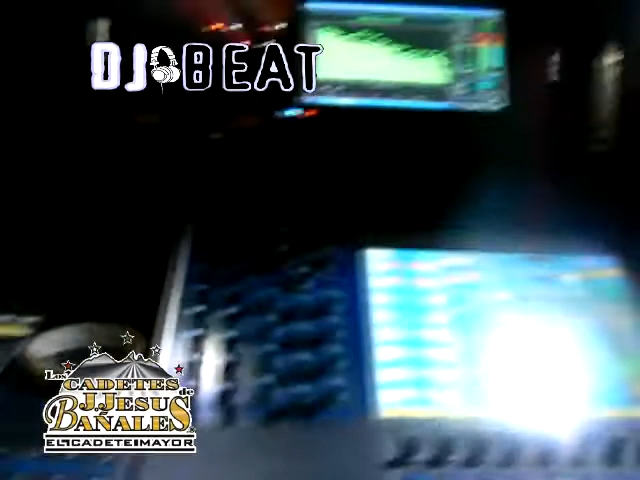 DJ BEAT
Los
CADETES
de
J. JESUS
BAÑALES
EL CADETE MAYOR